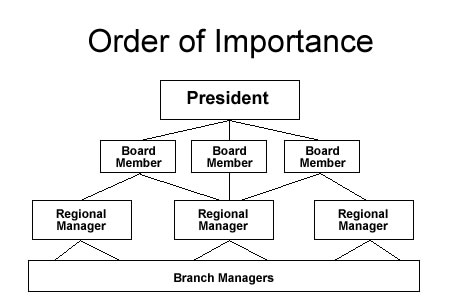 Order of Importance
President
Board
Member
Board
Member
Board
Member
Regional
Manager
Regional
Manager
Regional
Manager
Branch Managers